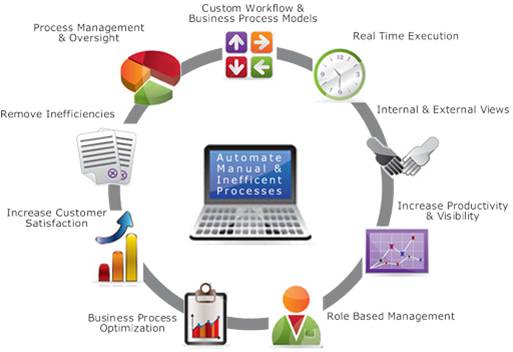 Custom Workflow &
Business Process Models
Process Management
& Oversight
Real Time Execution
Remove Inefficiencies
Internal & External Views
Automate
Manual &
Inefficent
Processes
Increase Customer
Satisfaction
Increase Productivity
& Visibility
Business Process
Optimization
Role Based Management